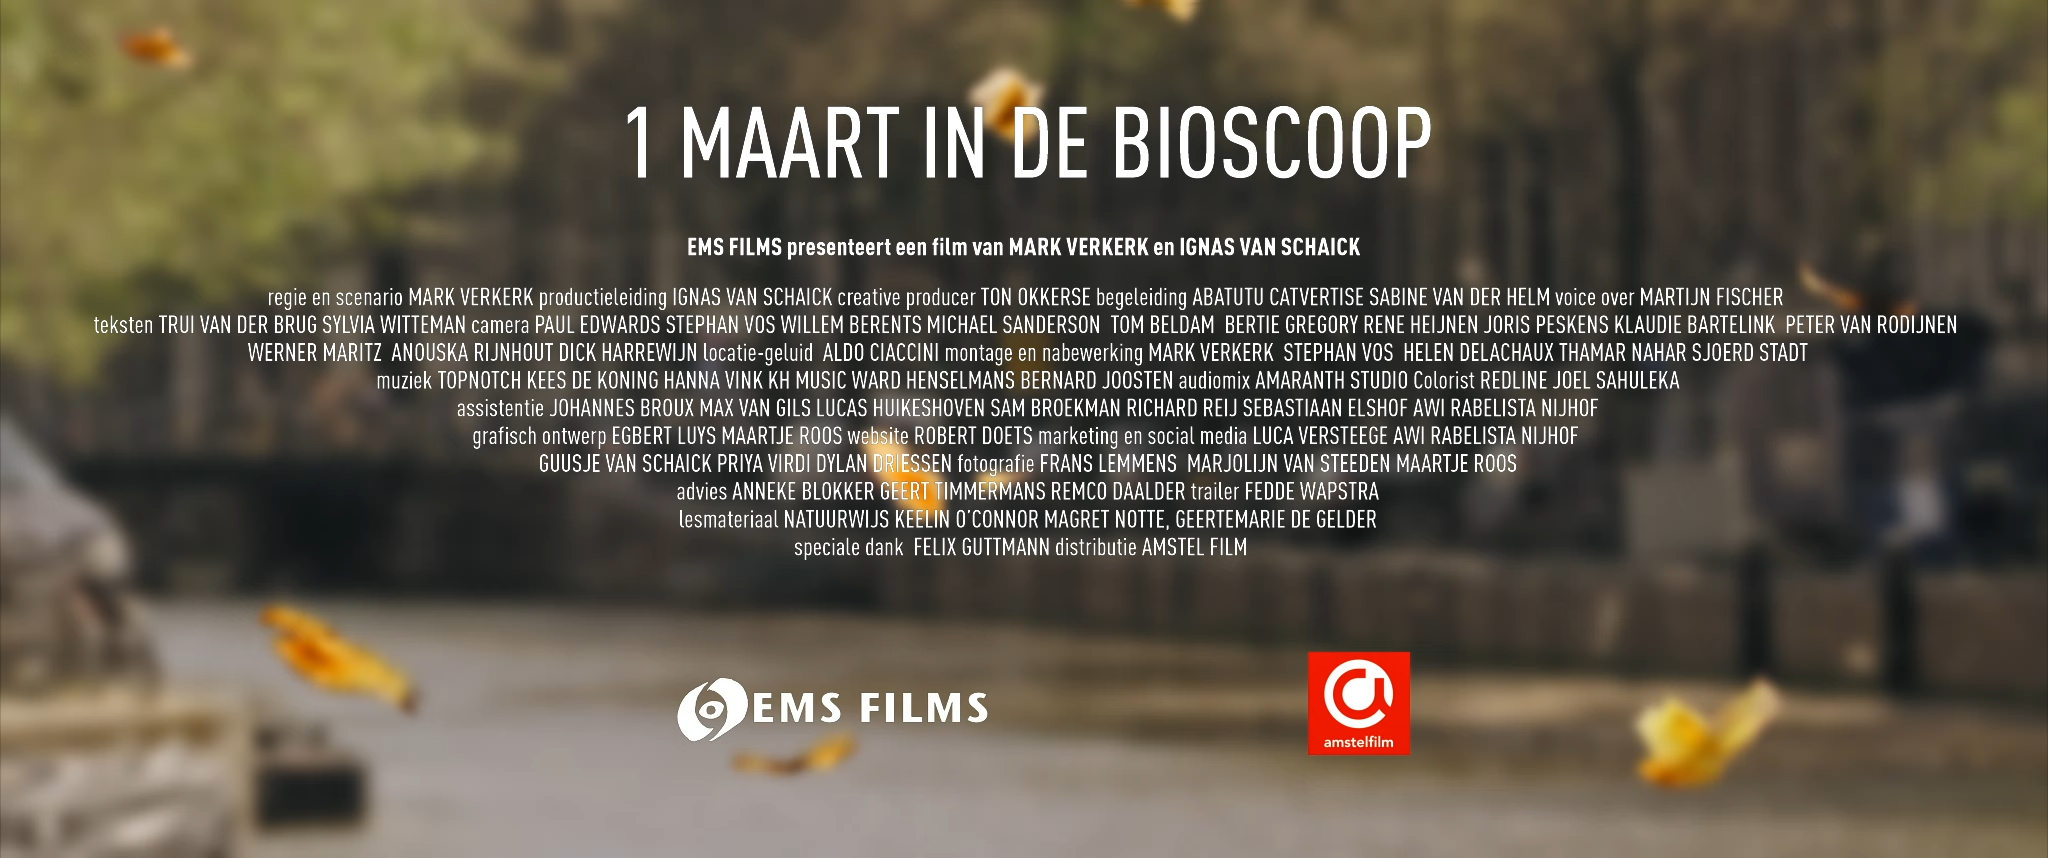 1 MAART IN DE BIOSCOOP
EMS FILMS presenteert een film van MARK VERKERK en IGNAS VAN SCHAICK
regie en scenario MARK VERKERK productieleiding IGNAS VAN SCHAICK creative producer TON OKKERSE begeleiding ABATUTU CATVERTISE SABINE VAN DER HELM voice over MARTIJN FISCHER
teksten TRUI VAN DER BRUG SYLVIA WITTEMAN camera PAUL EDWARDS STEPHAN VOS WILLEM BERENTS MICHAEL SANDERSON TOM BELDAM BERTIE GREGORY RENE HEIJNEN JORIS PESKENS KLAUDIE BARTELINK PETER VAN RODIJNEN
WERNER MARITZ ANOUSKA RIJNHOUT DICK HARREWIJN locatie-geluid ALDO CIACCINI montage en nabewerking MARK VERKERK STEPHAN VOS HELEN DELACHAUX THAMAR NAHAR SJOERD STADT
muziek TOPNOTCH KEES DE KONING HANNA VINK KH MUSIC WARD HENSELMANS BERNARD JOOSTEN audiomix AMARANTH STUDIO Colorist REDLINE JOEL SAHULEKA
assistentie JOHANNES BROUX MAX VAN GILS LUCAS HUIKESHOVEN SAM BROEKMAN RICHARD REIJ SEBASTIAAN ELSHOF AWI RABELISTA NIJHOF
grafisch ontwerp EGBERT LUYS MAARTJE ROOS website ROBERT DOETS marketing en social media LUCA VERSTEEGE AWI RABELISTA NIJHOF
GUUSJE VAN SCHAICK PRIYA VIRDI DYLAN DRIESSEN fotografie FRANS LEMMENS MARJOLIJN VAN STEEDEN MAARTJE ROOS
advies ANNEKE BLOKKER GEERT TIMMERMANS REMCO DAALDER trailer FEDDE WAPSTRA
lesmateriaal NATUURWIJS KEELIN O'CONNOR MAGRET NOTTE, GEERTEMARIE DE GELDER
speciale dank FELIX GUTTMANN distributie AMSTEL FILM
EMS FILMS
amstelfilm